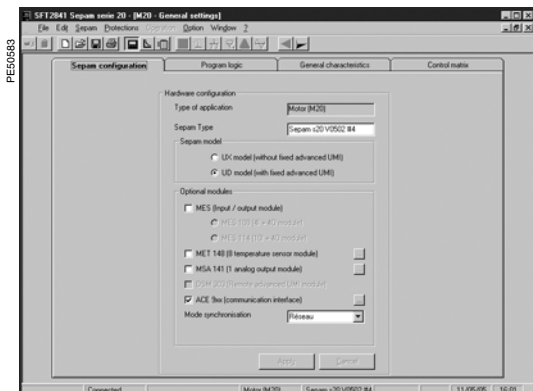 SFT2841 Sepam serie 20 - [M20 - General settings]
File Edit Sepam Protections Option Window ?
PE50583
Sepam configuration Program logic General characteristics Control matrix
Hardware configuration
Type of application Motor (M20)
Sepam Type Sepam s20 V0502 #4
Sepam model
UX model (without fixed advanced UMI)
UD model (with fixed advanced UMI)
Optional modules
MES (Input / output module)
MES 108 (4I + 4O module)
MES 114 (10I + 4O module)
MET 148 (8 temperature sensor module)
MSA 141 (1 analog output module)
DSM 303 (Remote advanced UMI module)
ACE 9xx (communication interface)
Mode synchronisation Réseau
Apply Cancel
Connected Motor (M20) Sepam s20 V0502 #4 11/05/05 16:01